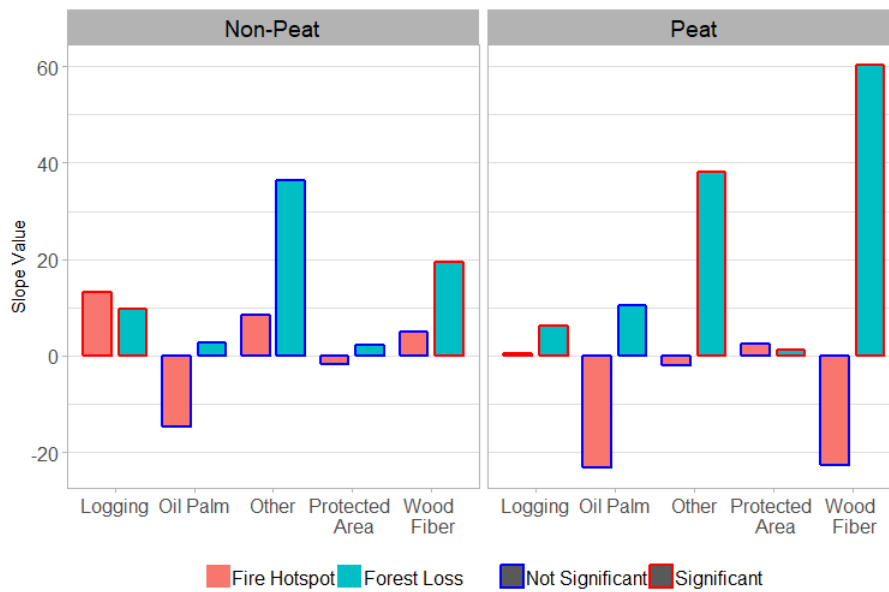 Non-Peat Peat
60
40
20
0
-20
Slope Value
Logging Oil Palm Other Protected Area Wood Fiber
Logging Oil Palm Other Protected Area Wood Fiber
Fire Hotspot Forest Loss Not Significant Significant